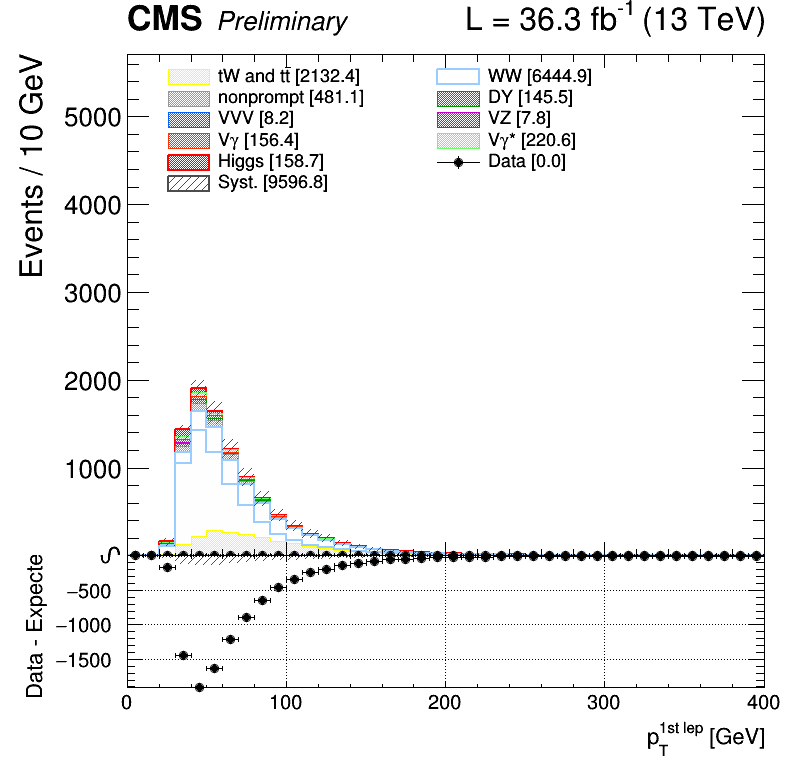 CMS Preliminary L = 36.3 fb⁻¹ (13 TeV)
Events / 10 GeV
tW and tt̄ [2132.4] WW [6444.9]
nonprompt [481.1] DY [145.5]
VVV [8.2] VZ [7.8]
Vγ [156.4] Vγ* [220.6]
Higgs [158.7] Data [0.0]
Syst. [9596.8]
5000
4000
3000
2000
1000
0
Data - Expecte
−500
−1000
−1500
0 100 200 300 400
p_T^1st lep [GeV]